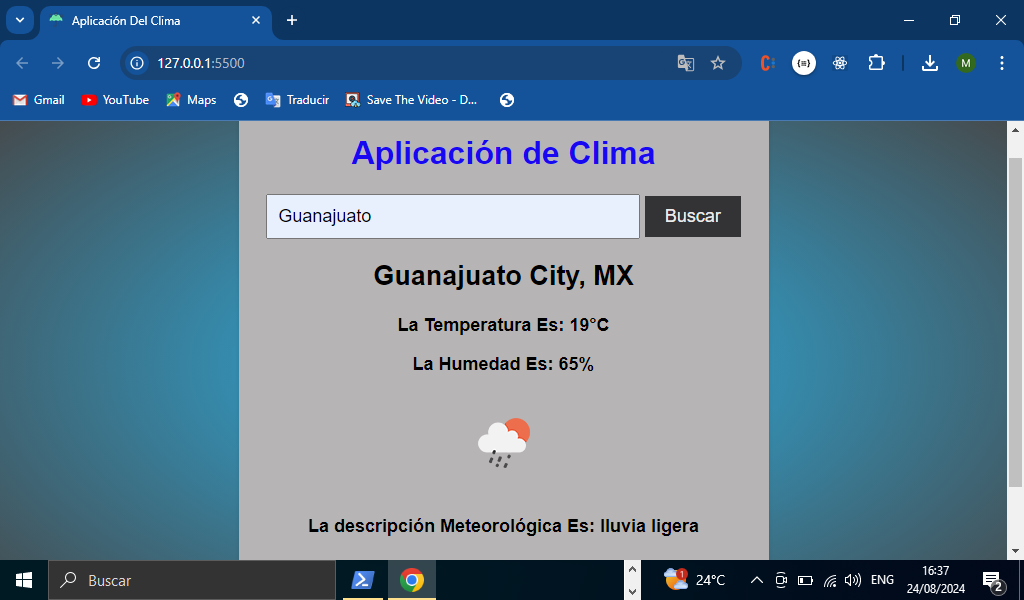 Aplicación Del Clima
127.0.0.1:5500
M
Gmail
YouTube
Maps
Traducir
Save The Video - D...
Aplicación de Clima
Guanajuato
Buscar
Guanajuato City, MX
La Temperatura Es: 19°C
La Humedad Es: 65%
La descripción Meteorológica Es: lluvia ligera
Buscar
1
24°C
ENG
16:37
24/08/2024
2